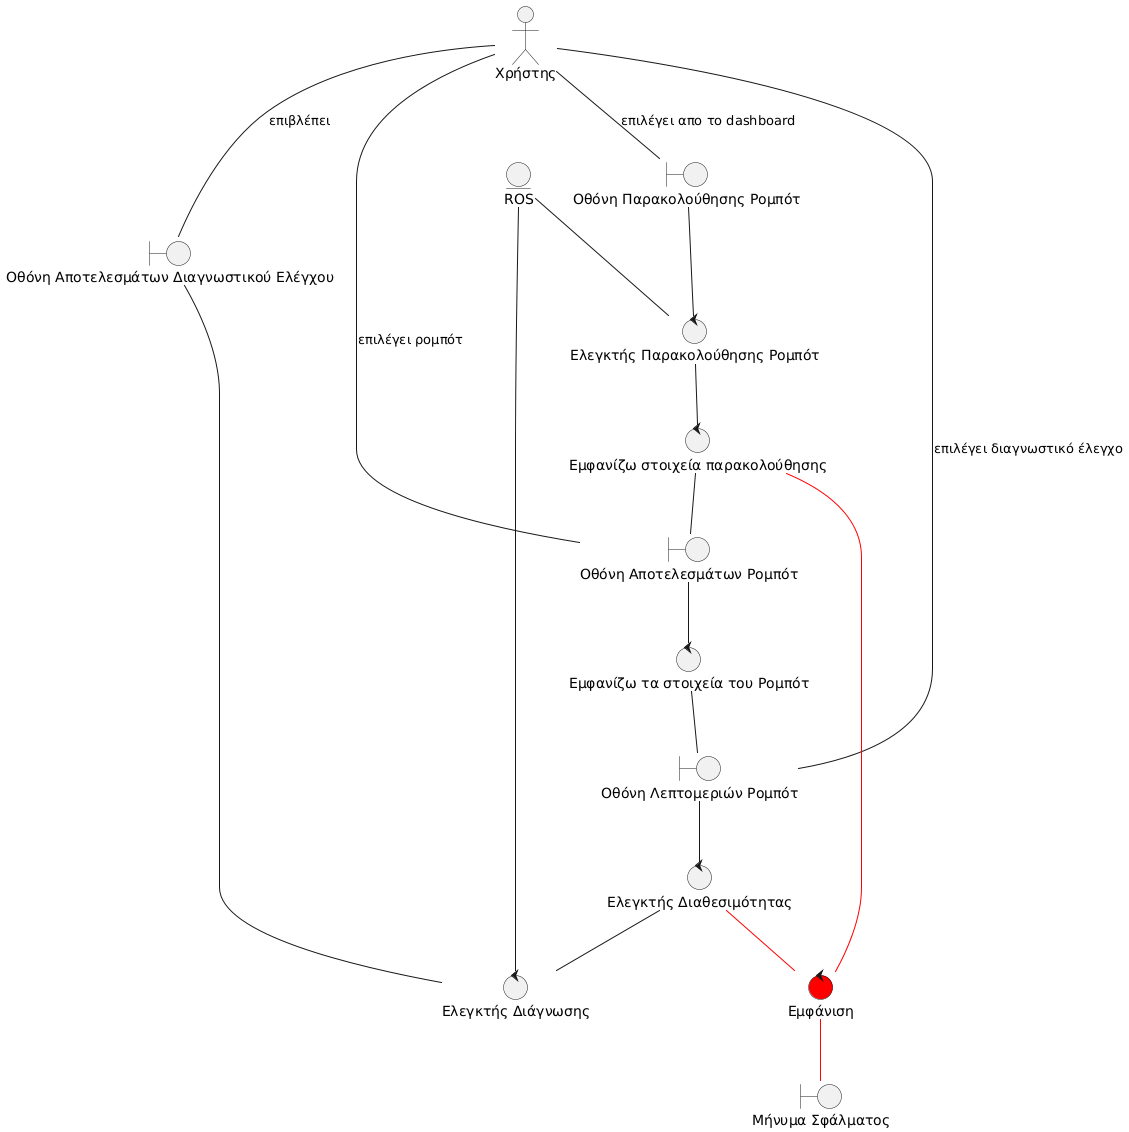 Χρήστης
επιβλέπει
επιλέγει απο το dashboard
ROS
Οθόνη Παρακολούθησης Ρομπότ
Οθόνη Αποτελεσμάτων Διαγνωστικού Ελέγχου
επιλέγει ρομπότ
Ελεγκτής Παρακολούθησης Ρομπότ
επιλέγει διαγνωστικό έλεγχο
Εμφανίζω στοιχεία παρακολούθησης
Οθόνη Αποτελεσμάτων Ρομπότ
Εμφανίζω τα στοιχεία του Ρομπότ
Οθόνη Λεπτομεριών Ρομπότ
Ελεγκτής Διαθεσιμότητας
Ελεγκτής Διάγνωσης
Εμφάνιση
Μήνυμα Σφάλματος